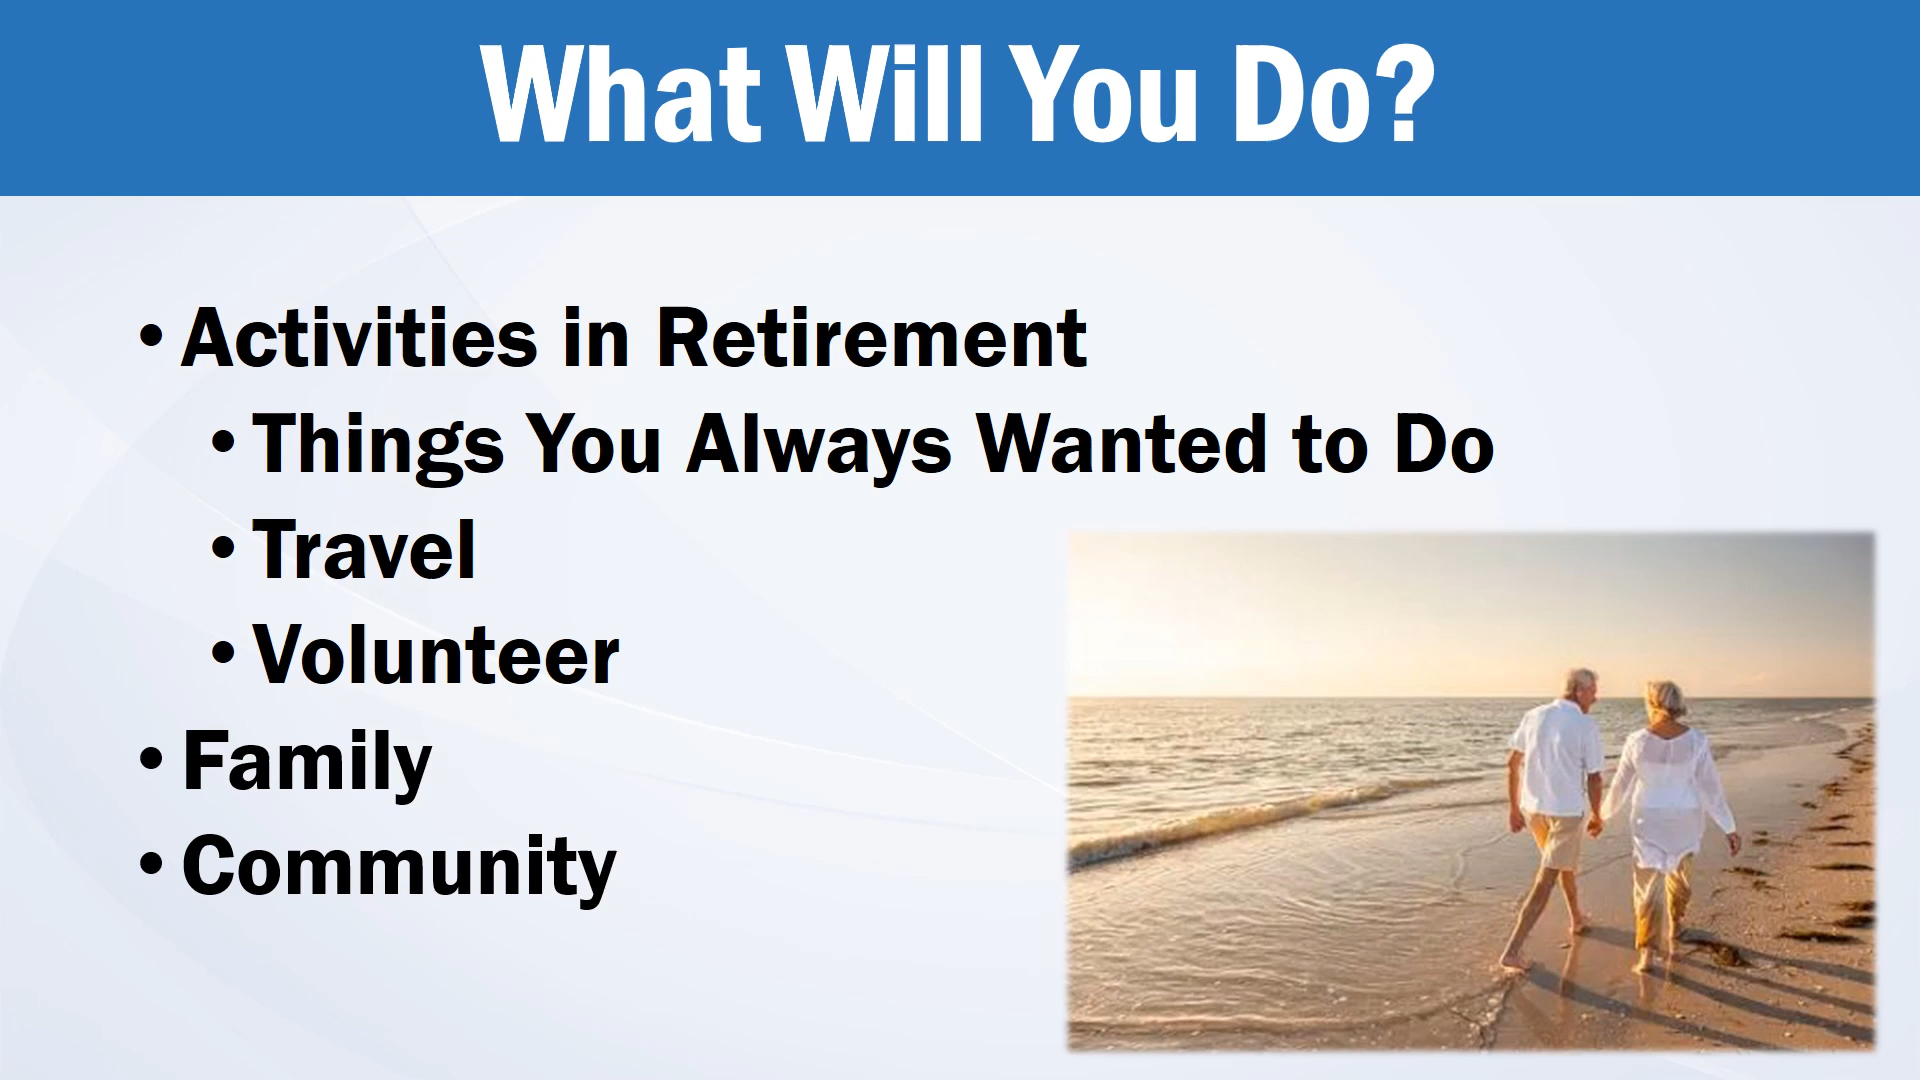 What Will You Do?
• Activities in Retirement
• Things You Always Wanted to Do
• Travel
• Volunteer
• Family
• Community